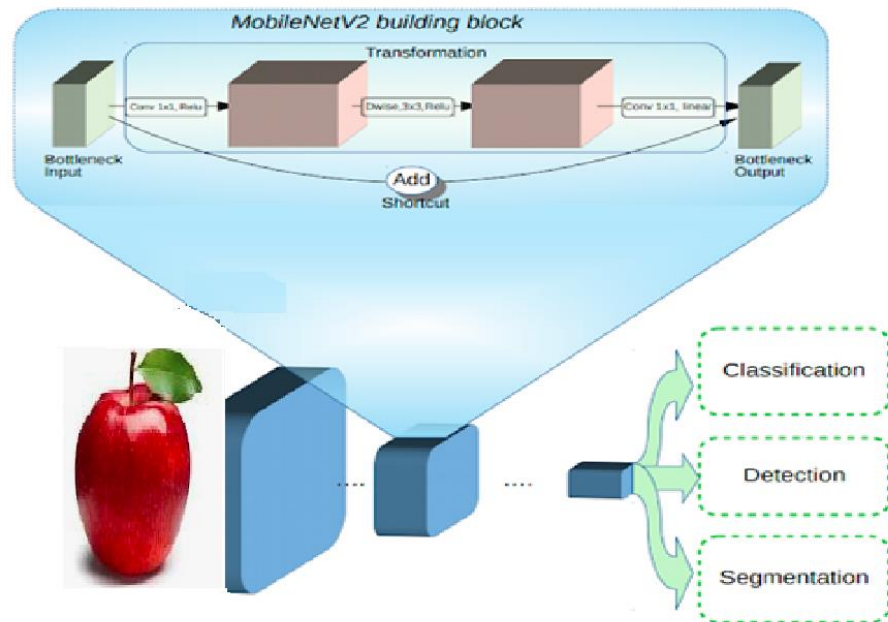 MobileNetV2 building block
Transformation
Conv 1x1, Relu
Dwise,3x3,Relu
Conv 1x1, linear
Bottleneck
Input
Bottleneck
Output
Add
Shortcut
Classification
Detection
Segmentation